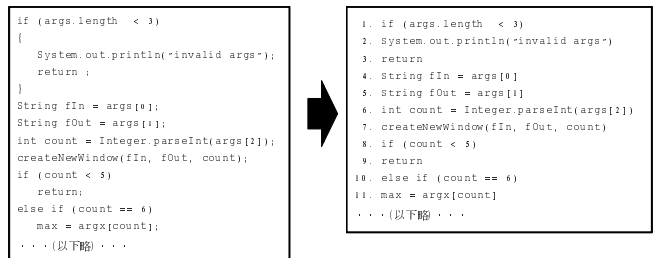 if (args.length < 3)
{
System.out.println("invalid args");
return ;
}
String fIn = args[0];
String fOut = args[1];
int count = Integer.parseInt(args[2]);
createNewWindow(fIn, fOut, count);
if (count < 5)
return;
else if (count == 6)
max = argx[count];
・・・(以下略)・・・
1. if (args.length < 3)
2. System.out.println("invalid args")
3. return
4. String fIn = args[0]
5. String fOut = args[1]
6. int count = Integer.parseInt(args[2])
7. createNewWindow(fIn, fOut, count)
8. if (count < 5)
9. return
10. else if (count == 6)
11. max = argx[count]
・・・(以下略)・・・